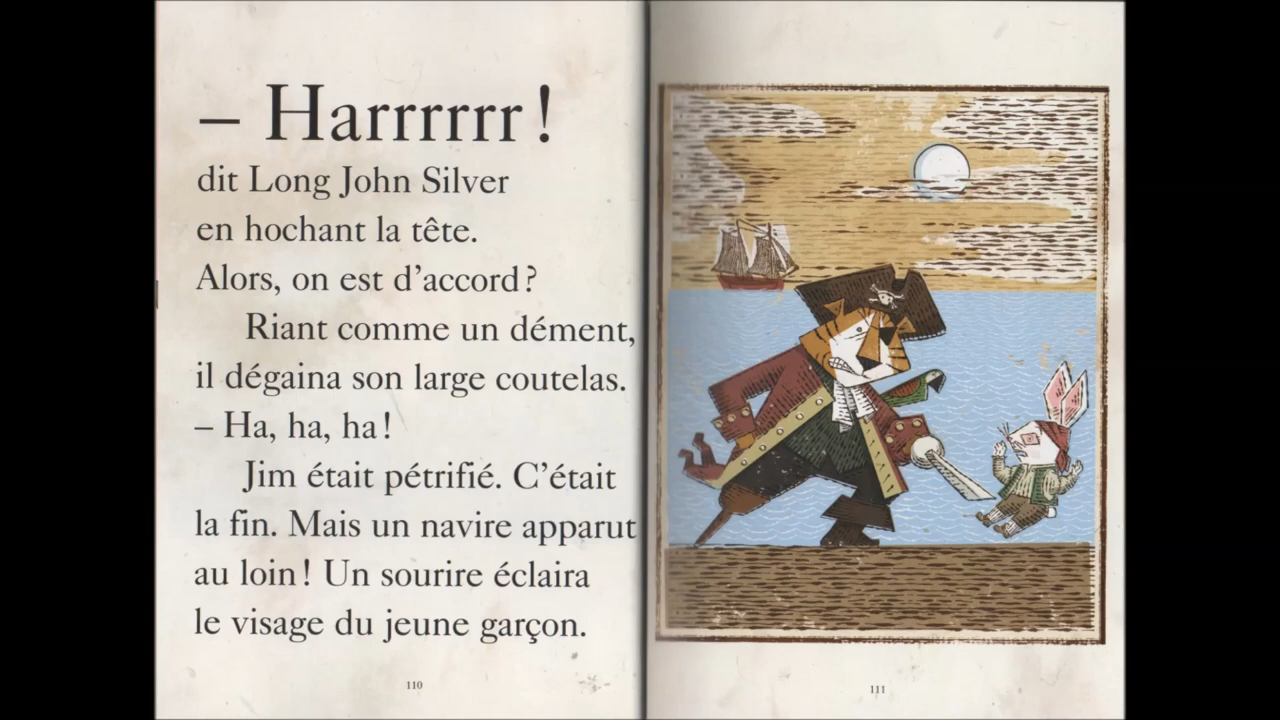 – Harrrrrr !
dit Long John Silver
en hochant la tête.
Alors, on est d’accord ?
Riant comme un dément,
il dégaina son large coutelas.
– Ha, ha, ha !
Jim était pétrifié. C’était
la fin. Mais un navire apparut
au loin ! Un sourire éclaira
le visage du jeune garçon.
110
111